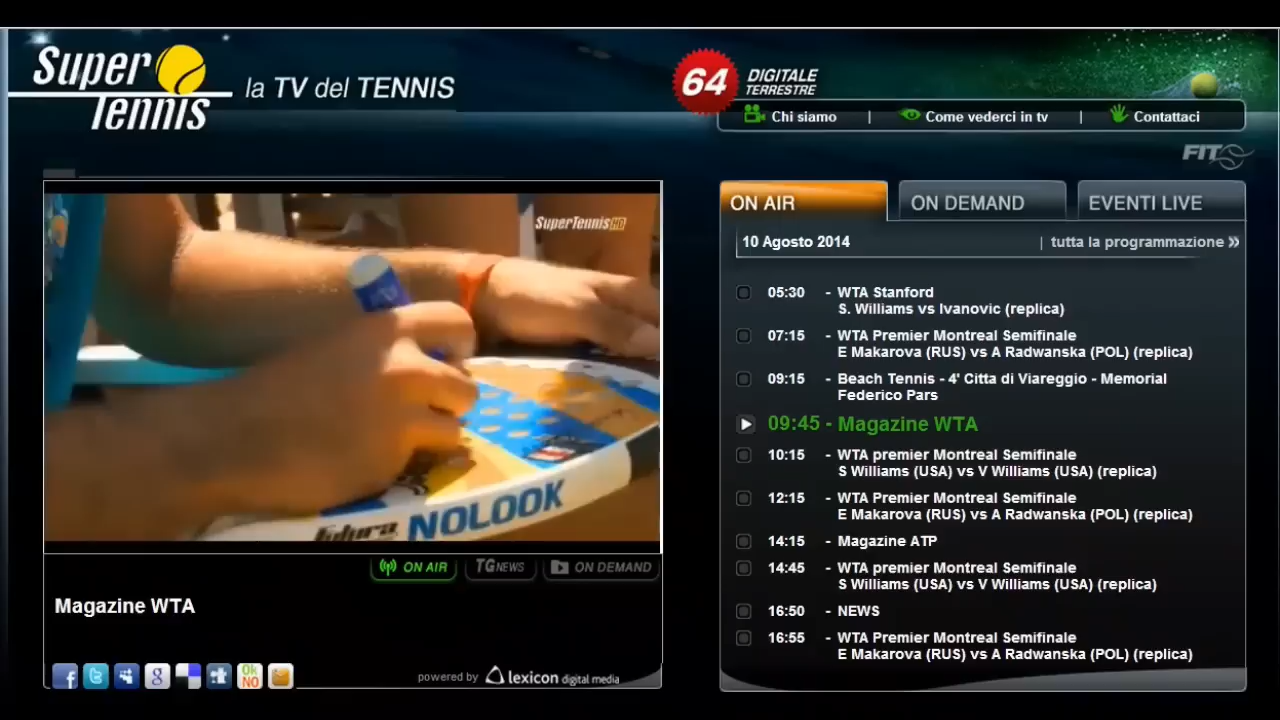 Super
Tennis
la TV del TENNIS
64
DIGITALE
TERRESTRE
Chi siamo | Come vederci in tv | Contattaci
FIT
SuperTennis HD
futura
NOLOOK
ON AIR TG NEWS ON DEMAND
Magazine WTA
f t g Ok NO
powered by lexicon digital media
ON AIR ON DEMAND EVENTI LIVE
10 Agosto 2014 | tutta la programmazione »
05:30 - WTA Stanford
S. Williams vs Ivanovic (replica)
07:15 - WTA Premier Montreal Semifinale
E Makarova (RUS) vs A Radwanska (POL) (replica)
09:15 - Beach Tennis - 4' Citta di Viareggio - Memorial
Federico Pars
09:45 - Magazine WTA
10:15 - WTA premier Montreal Semifinale
S Williams (USA) vs V Williams (USA) (replica)
12:15 - WTA Premier Montreal Semifinale
E Makarova (RUS) vs A Radwanska (POL) (replica)
14:15 - Magazine ATP
14:45 - WTA premier Montreal Semifinale
S Williams (USA) vs V Williams (USA) (replica)
16:50 - NEWS
16:55 - WTA Premier Montreal Semifinale
E Makarova (RUS) vs A Radwanska (POL) (replica)